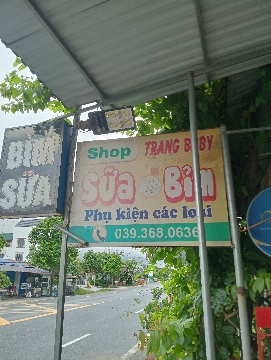 BỈM
SỮA
Shop TRANG BABY
SỮA BỈM
Phụ kiện các loại
039.368.0636